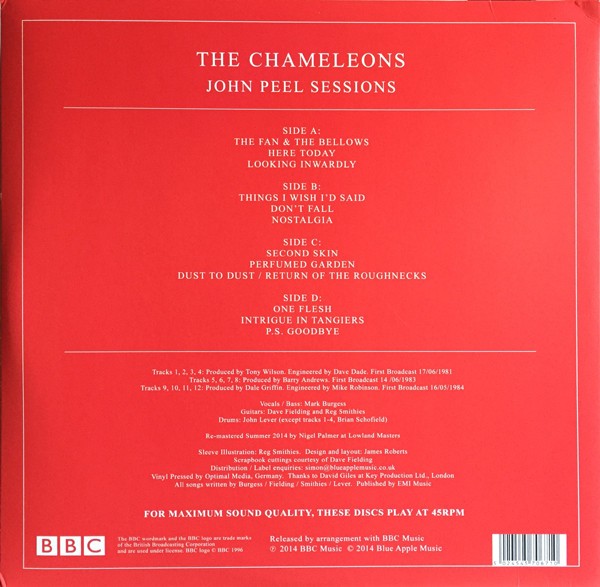 THE CHAMELEONS
JOHN PEEL SESSIONS
SIDE A:
THE FAN & THE BELLOWS
HERE TODAY
LOOKING INWARDLY
SIDE B:
THINGS I WISH I'D SAID
DON'T FALL
NOSTALGIA
SIDE C:
SECOND SKIN
PERFUMED GARDEN
DUST TO DUST / RETURN OF THE ROUGHNECKS
SIDE D:
ONE FLESH
INTRIGUE IN TANGIERS
P.S. GOODBYE
Tracks 1, 2, 3, 4: Produced by Tony Wilson. Engineered by Dave Dade. First Broadcast 17/06/1981
Tracks 5, 6, 7, 8: Produced by Barry Andrews. First Broadcast 14 /06/1983
Tracks 9, 10, 11, 12: Produced by Dale Griffin. Engineered by Mike Robinson. First Broadcast 16/05/1984
Vocals / Bass: Mark Burgess
Guitars: Dave Fielding and Reg Smithies
Drums: John Lever (except tracks 1-4, Brian Schofield)
Re-mastered Summer 2014 by Nigel Palmer at Lowland Masters
Sleeve Illustration: Reg Smithies. Design and layout: James Roberts
Scrapbook cuttings courtesy of Dave Fielding
Distribution / Label enquiries: simon@blueapplemusic.co.uk
Vinyl Pressed by Optimal Media, Germany. Thanks to David Giles at Key Production Ltd., London
All songs written by Burgess / Fielding / Smithies / Lever. Published by EMI Music
FOR MAXIMUM SOUND QUALITY, THESE DISCS PLAY AT 45RPM
BBC
The BBC wordmark and the BBC logo are trade marks
of the British Broadcasting Corporation
and are used under license. BBC logo © BBC 1996
Released by arrangement with BBC Music
℗ 2014 BBC Music © 2014 Blue Apple Music